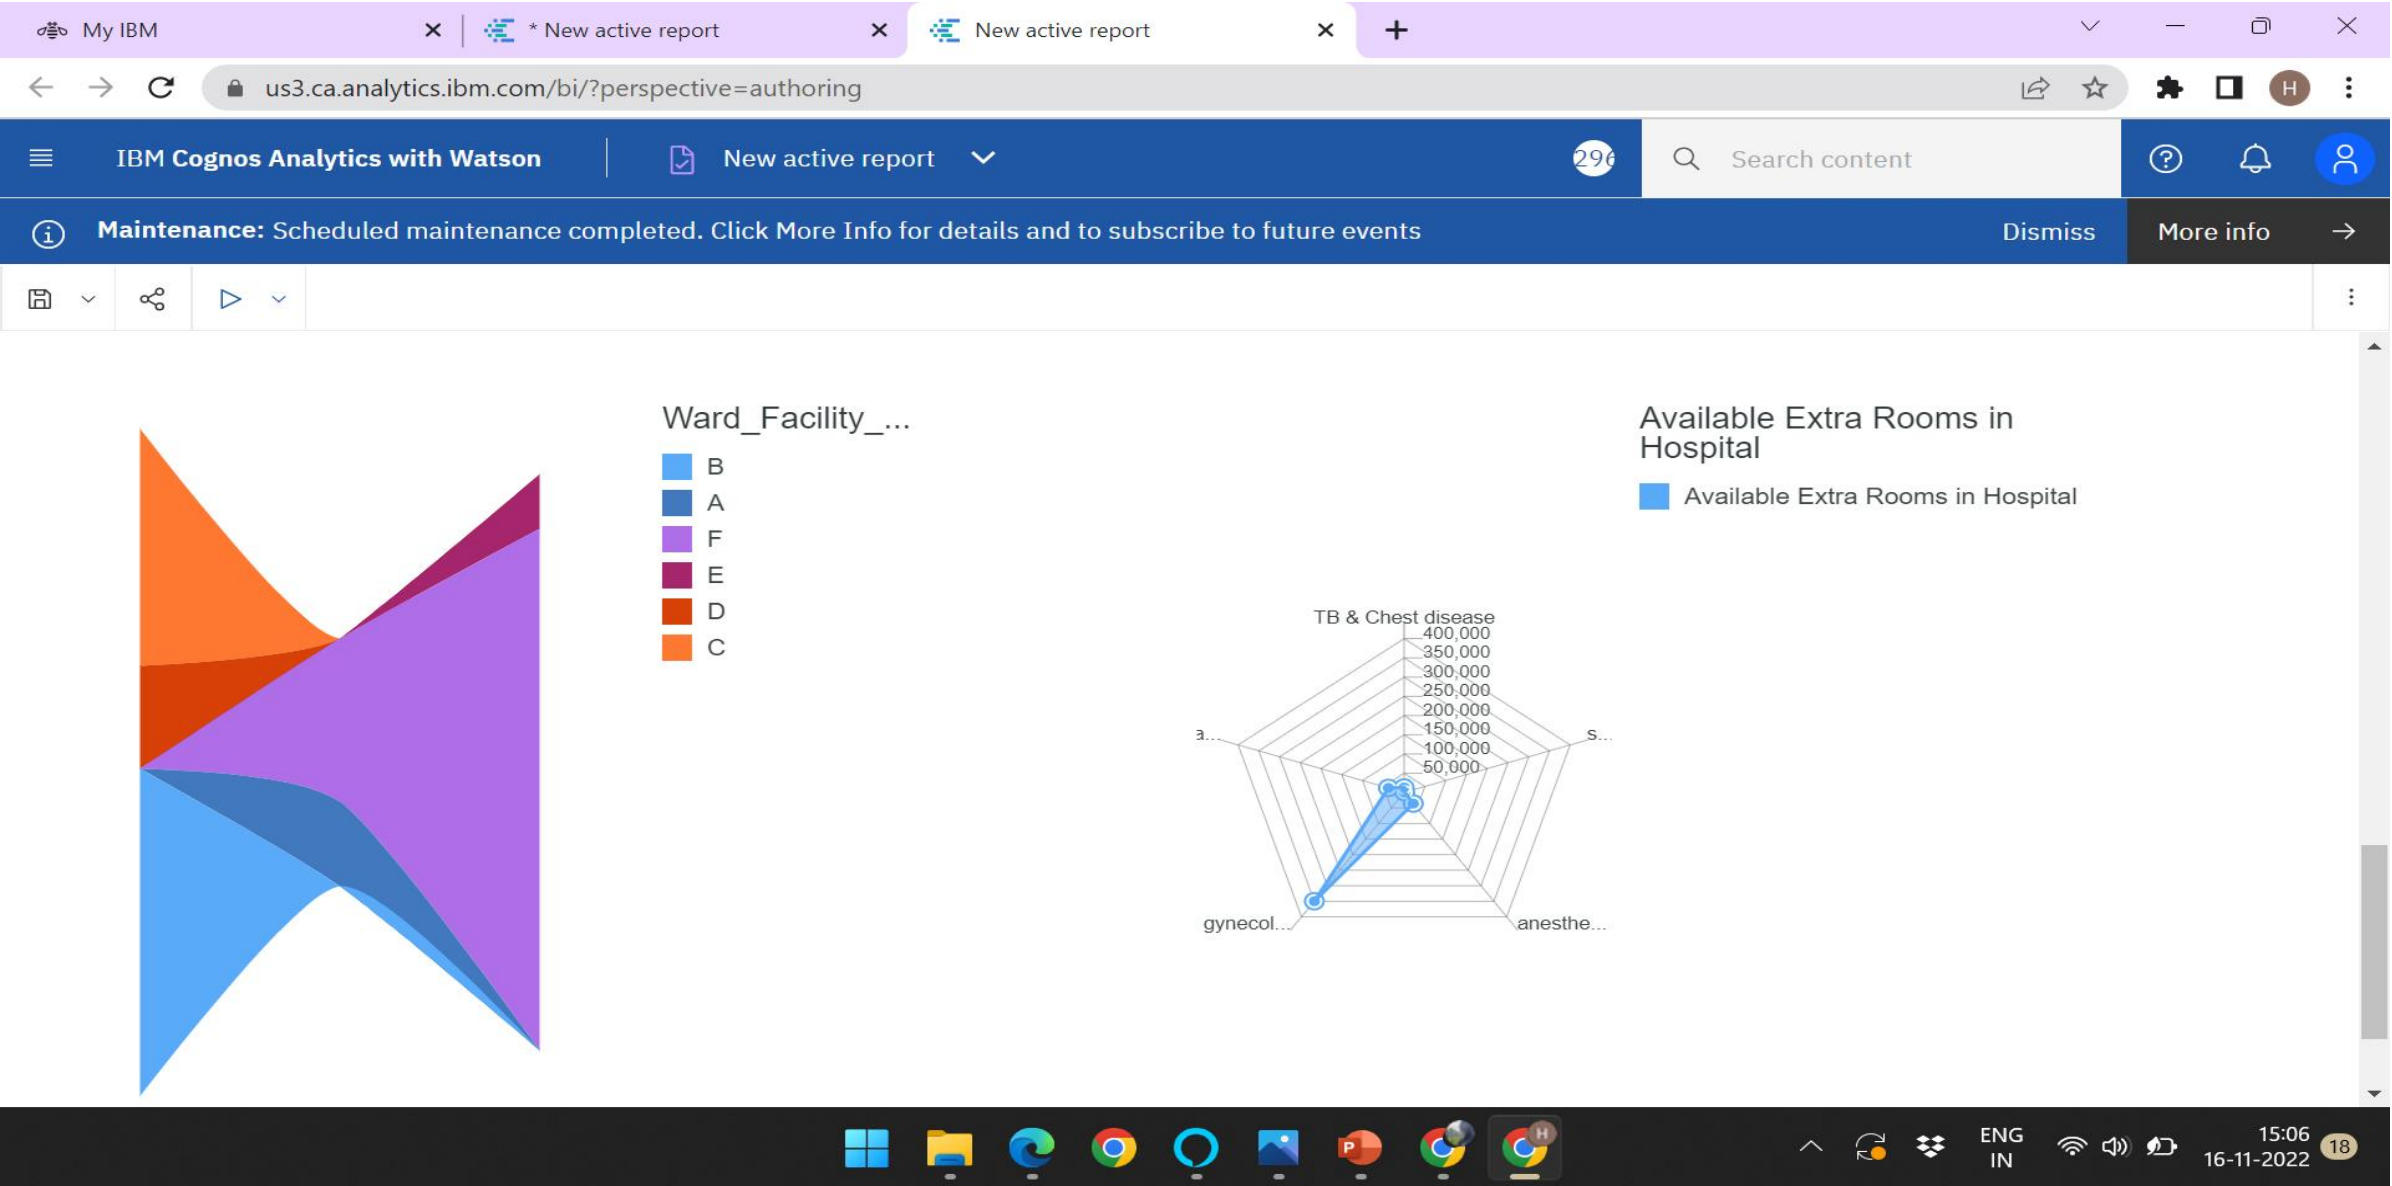 My IBM
* New active report
New active report
us3.ca.analytics.ibm.com/bi/?perspective=authoring
H
IBM Cognos Analytics with Watson
New active report
296
Search content
Maintenance: Scheduled maintenance completed. Click More Info for details and to subscribe to future events
Dismiss
More info
Ward_Facility_...
B
A
F
E
D
C
TB & Chest disease
400,000
350,000
300,000
250,000
200,000
150,000
100,000
50,000
a...
s...
gynecol...
anesthe...
Available Extra Rooms in
Hospital
Available Extra Rooms in Hospital
P
H
ENG
IN
15:06
16-11-2022
18